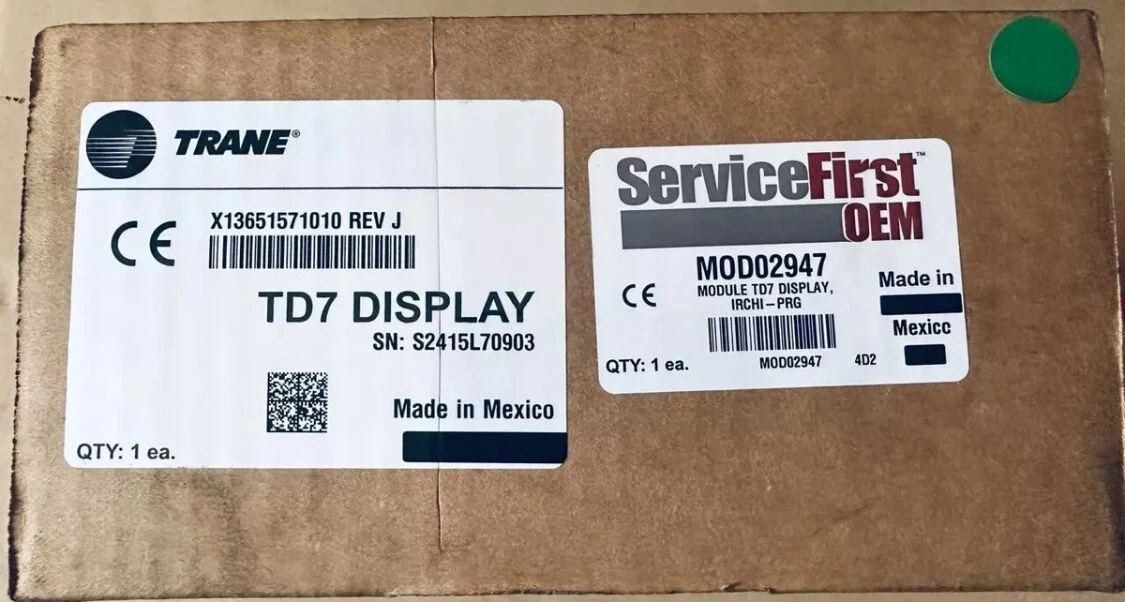 TRANE®
X13651571010 REV J
CE
TD7 DISPLAY
SN: S2415L70903
Made in Mexico
QTY: 1 ea.
ServiceFirst™
OEM
MOD02947
MODULE TD7 DISPLAY,
IRCHI-PRG
CE
Made in
Mexico
QTY: 1 ea.
MOD02947
4D2